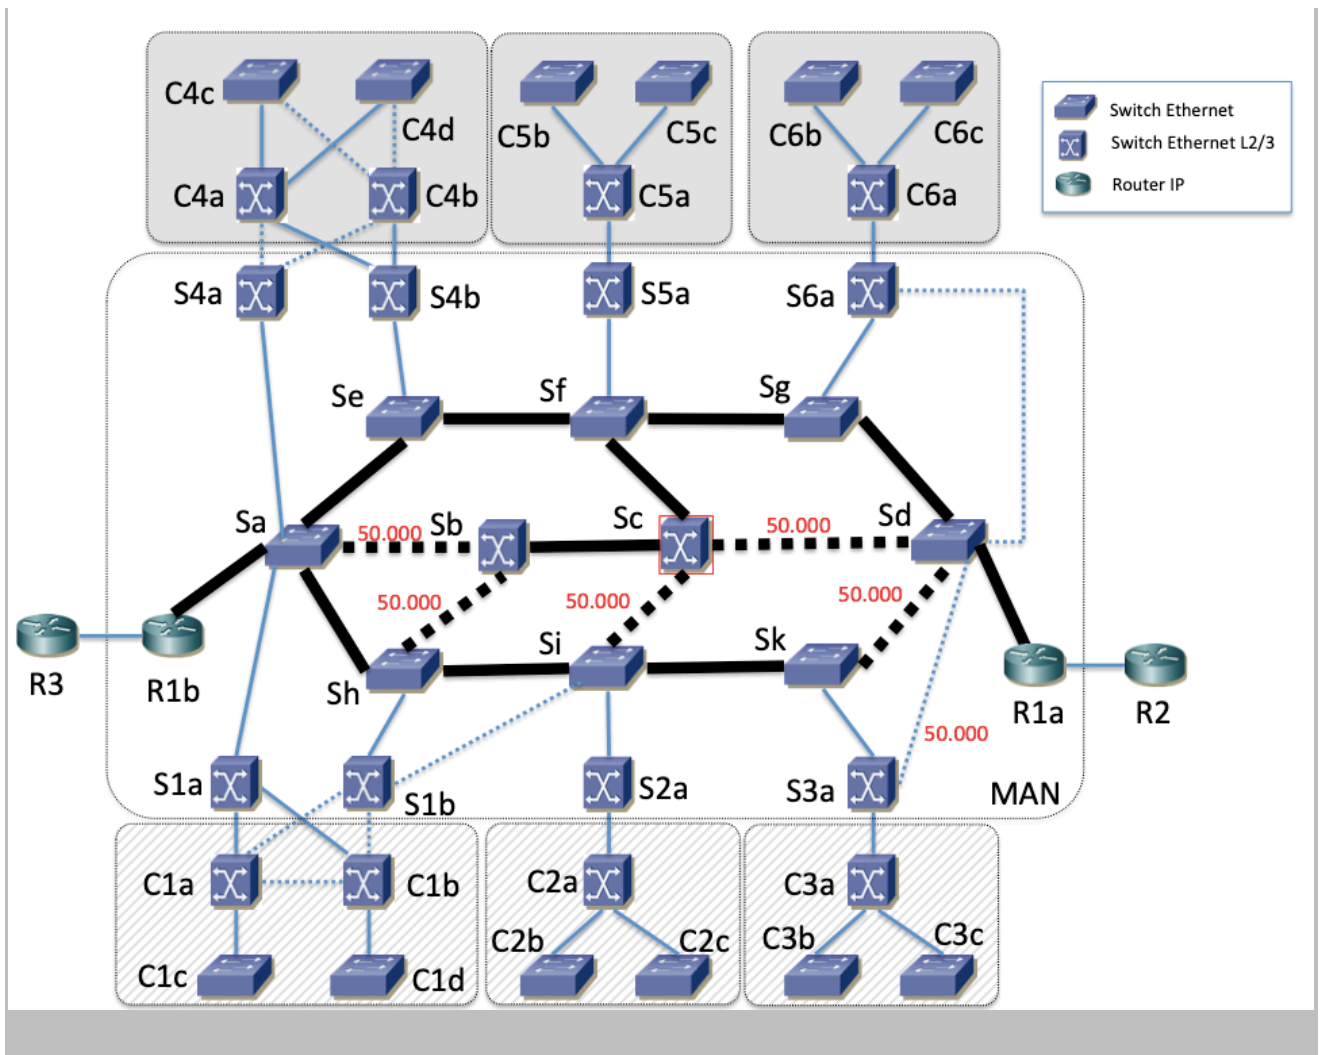 C4c
C4d
C4a
C4b
C5b
C5c
C5a
C6b
C6c
C6a
Switch Ethernet
Switch Ethernet L2/3
Router IP
S4a
S4b
S5a
S6a
Se
Sf
Sg
Sa
50.000
Sb
Sc
50.000
Sd
50.000
50.000
50.000
R3
R1b
Sh
Si
Sk
R1a
R2
50.000
S1a
S1b
S2a
S3a
MAN
C1a
C1b
C2a
C3a
C1c
C1d
C2b
C2c
C3b
C3c